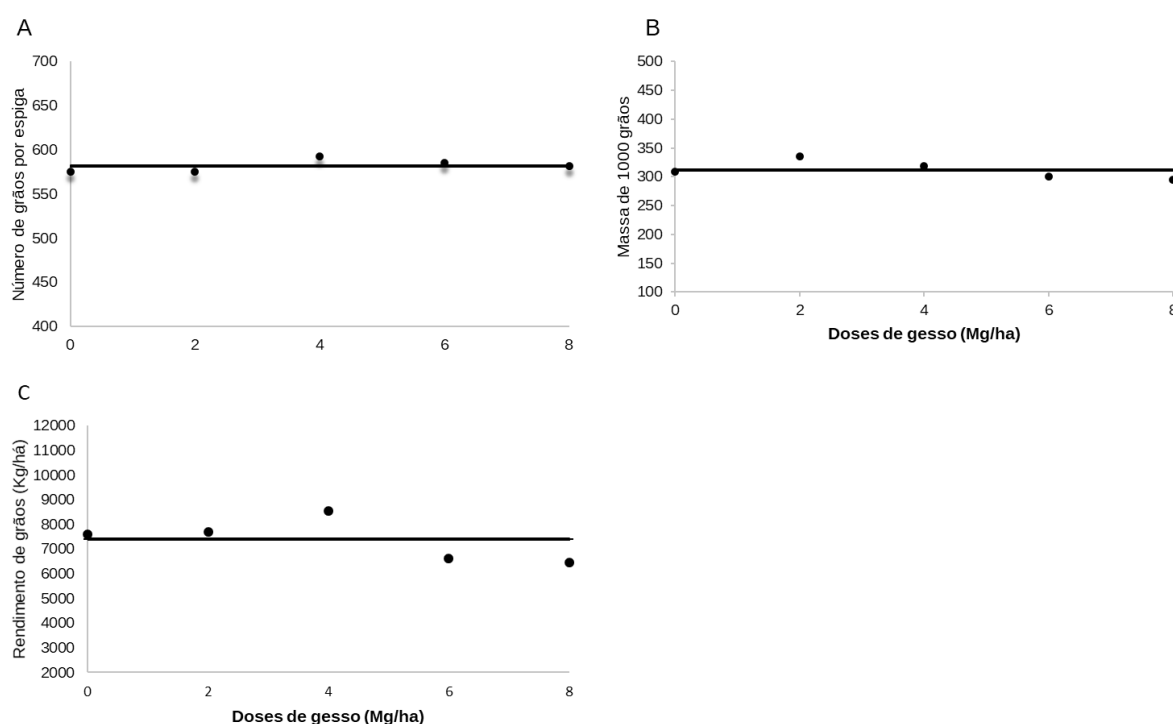 A
Número de grãos por espiga
700
650
600
550
500
450
400
0 2 4 6 8
B
Massa de 1000 grãos
500
450
400
350
300
250
200
150
100
0 2 4 6 8
Doses de gesso (Mg/ha)
C
Rendimento de grãos (Kg/há)
12000
11000
10000
9000
8000
7000
6000
5000
4000
3000
2000
0 2 4 6 8
Doses de gesso (Mg/ha)